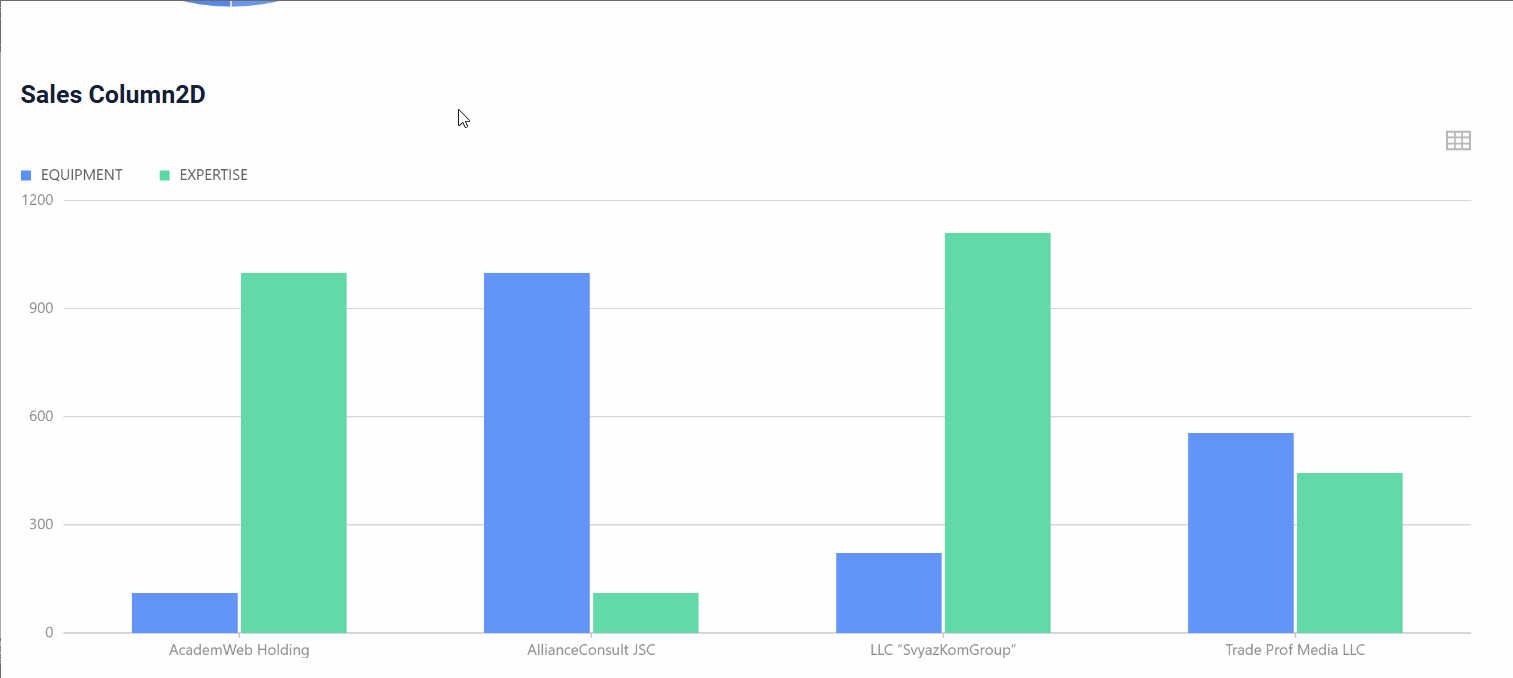 Sales Column2D
EQUIPMENT EXPERTISE
1200
900
600
300
0
AcademWeb Holding AllianceConsult JSC LLC “SvyazKomGroup” Trade Prof Media LLC